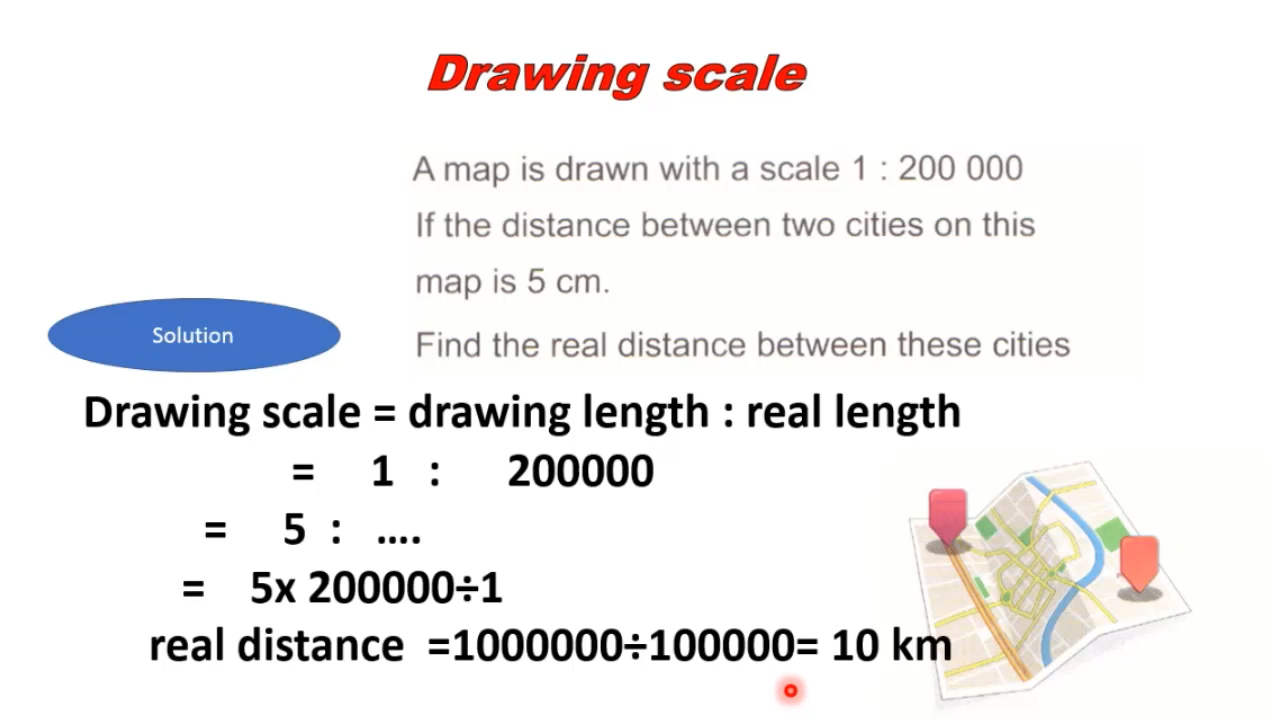 Drawing scale
A map is drawn with a scale 1 : 200 000
If the distance between two cities on this
map is 5 cm.
Solution
Find the real distance between these cities
Drawing scale = drawing length : real length
= 1 : 200000
= 5 : ....
= 5x 200000÷1
real distance =1000000÷100000= 10 km